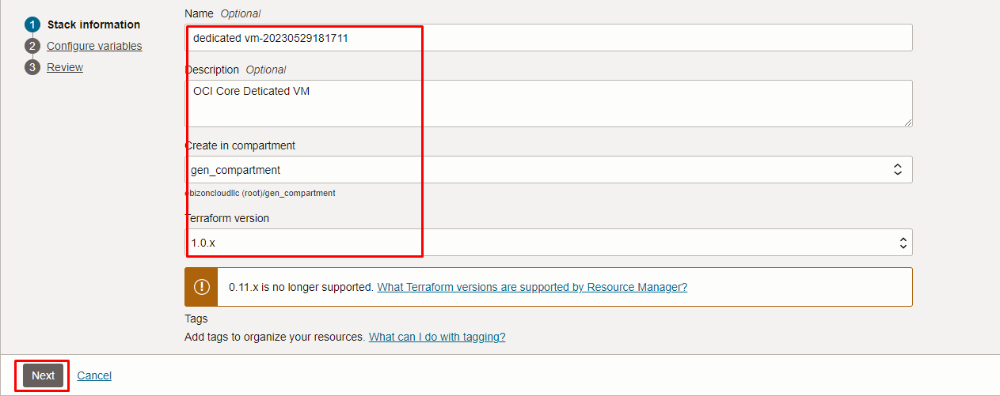 1 Stack information
2 Configure variables
3 Review
Name Optional
dedicated vm-20230529181711
Description Optional
OCI Core Deticated VM
Create in compartment
gen_compartment
ebizoncloudllc (root)/gen_compartment
Terraform version
1.0.x
0.11.x is no longer supported. What Terraform versions are supported by Resource Manager?
Tags
Add tags to organize your resources. What can I do with tagging?
Next Cancel